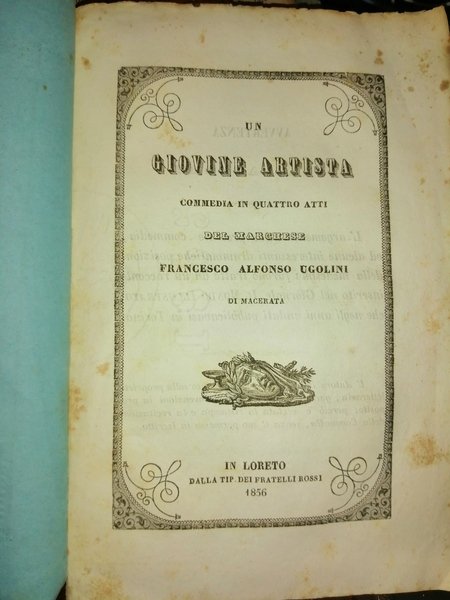 UN
GIOVINE ARTISTA
COMMEDIA IN QUATTRO ATTI
DEL MARCHESE
FRANCESCO ALFONSO UGOLINI
DI MACERATA
IN LORETO
DALLA TIP. DEI FRATELLI ROSSI
1856